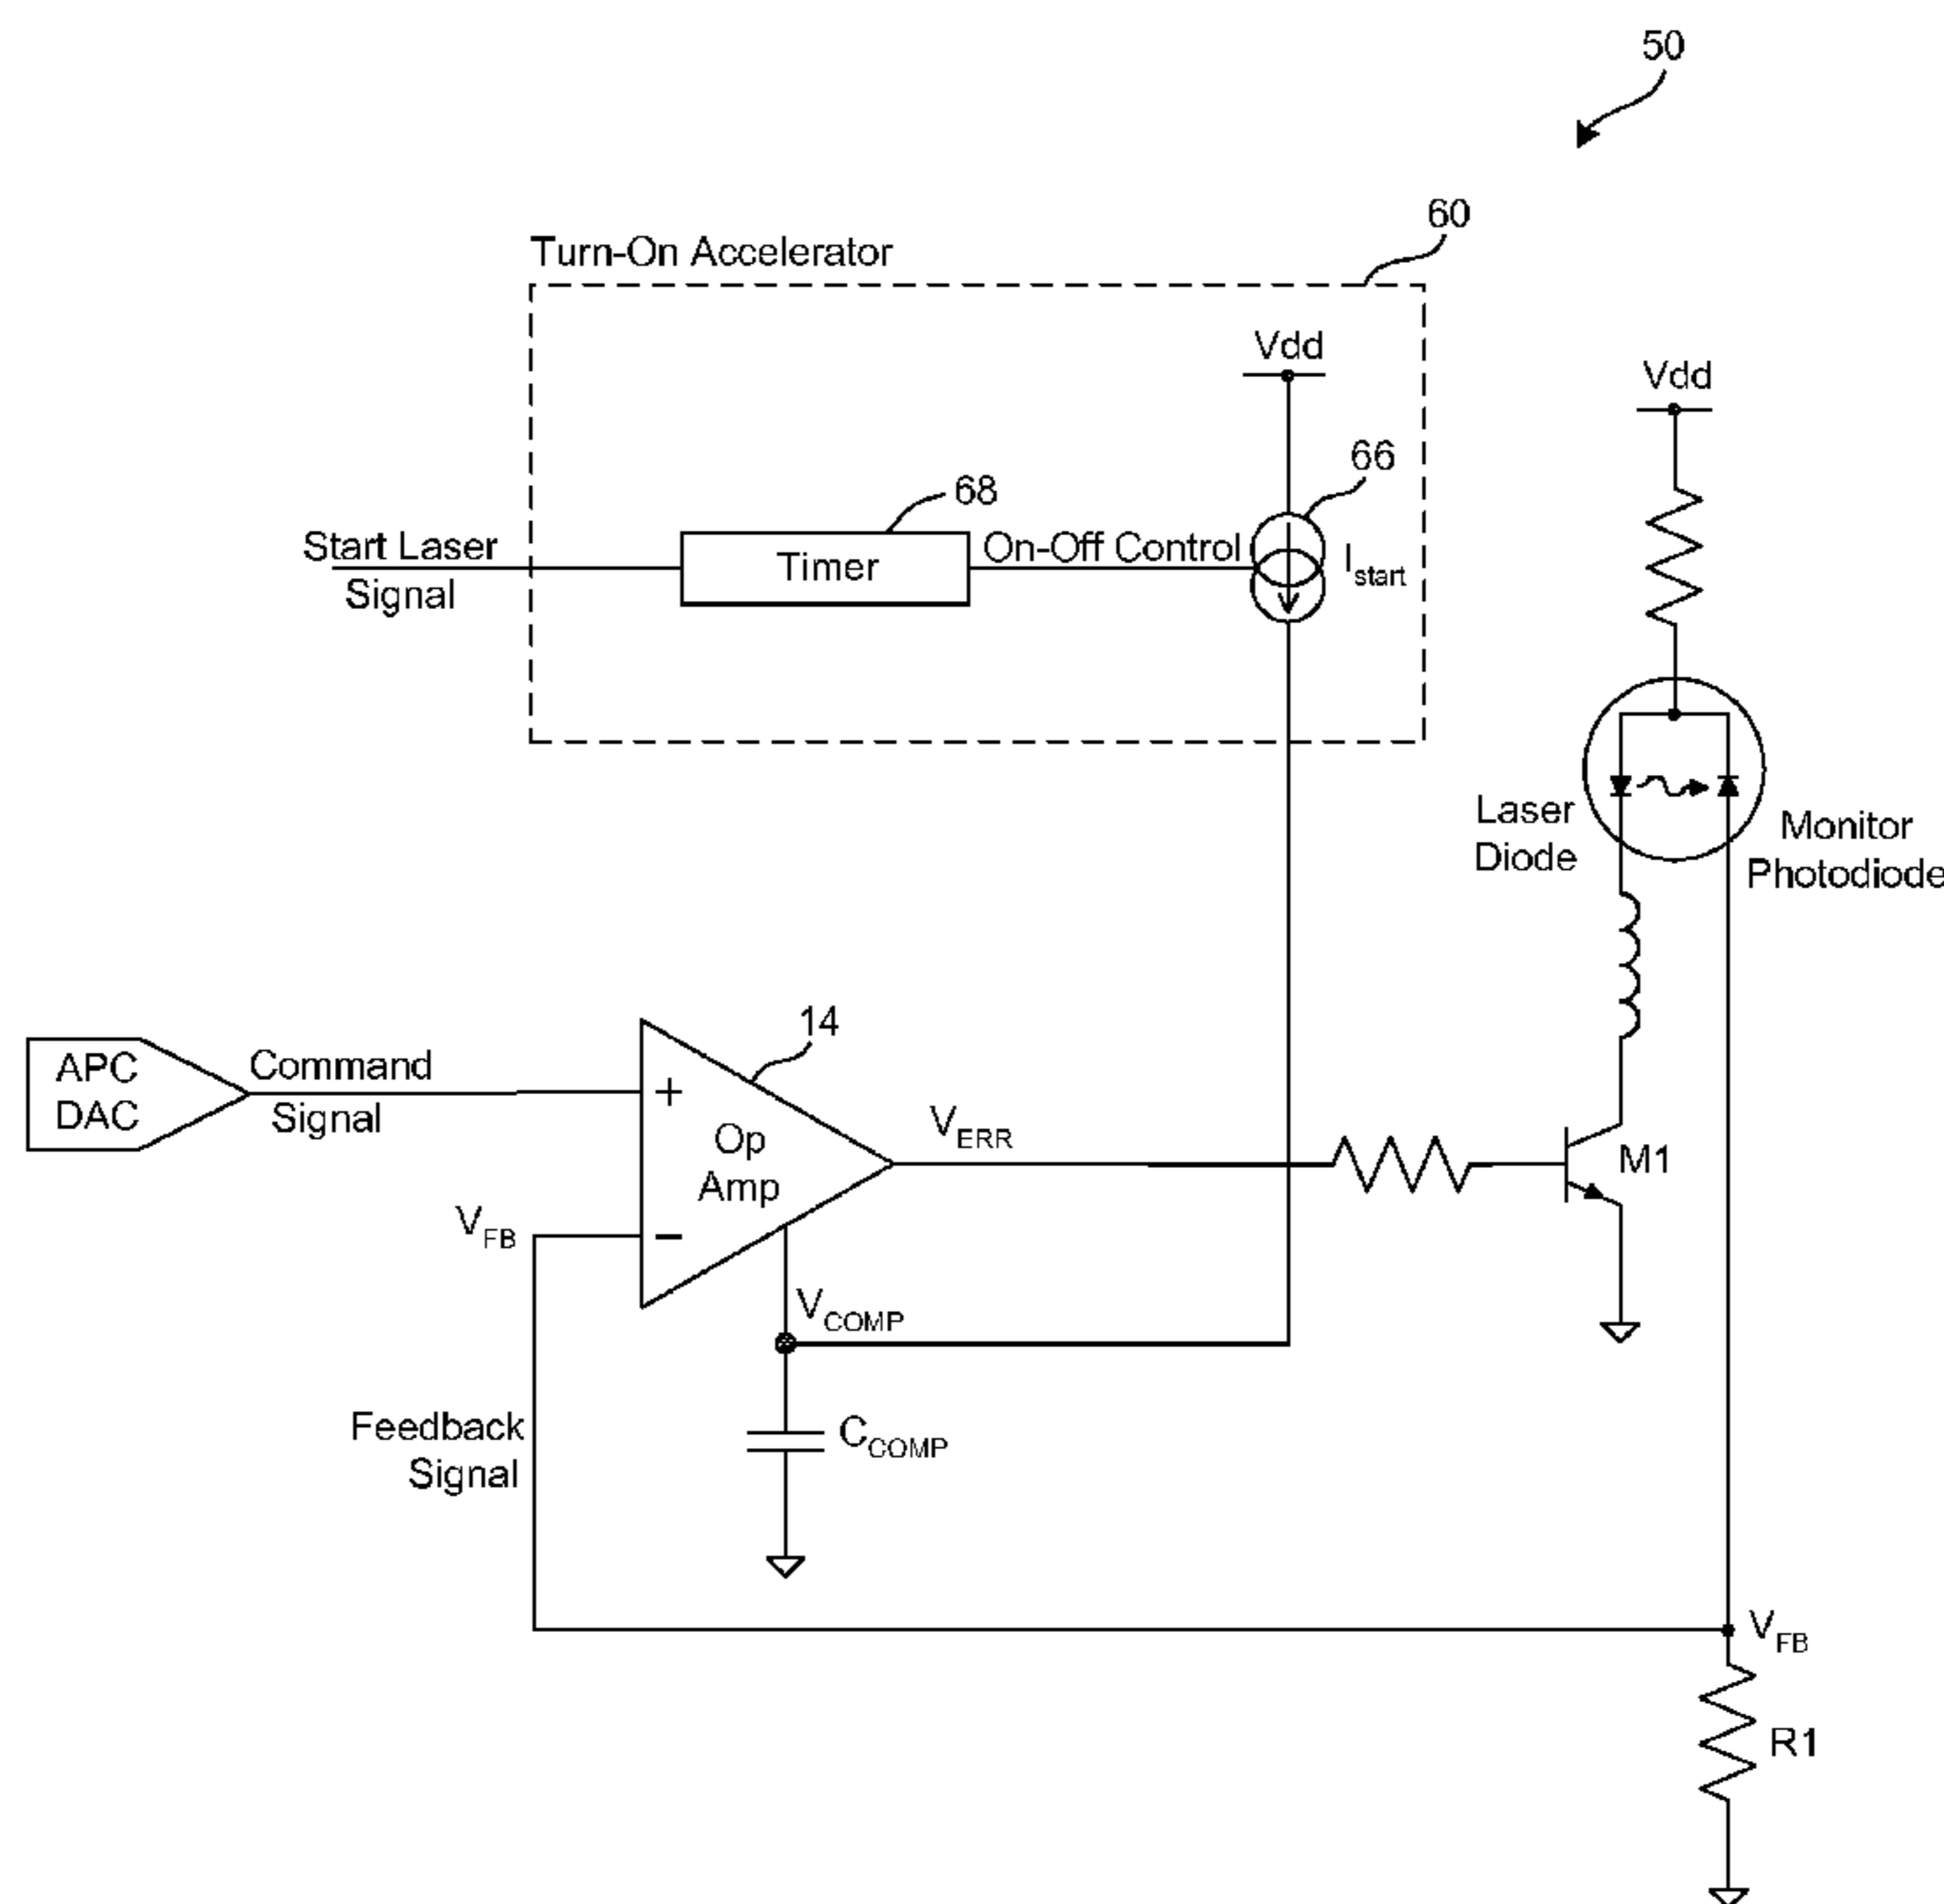 50
60
Turn-On Accelerator
Vdd
Vdd
66
68
Start Laser
Signal
Timer
On-Off Control
Istart
Laser
Diode
Monitor
Photodiode
14
APC
DAC
Command
Signal
+
Op
Amp
VERR
M1
VFB
−
VCOMP
Feedback
Signal
CCOMP
VFB
R1